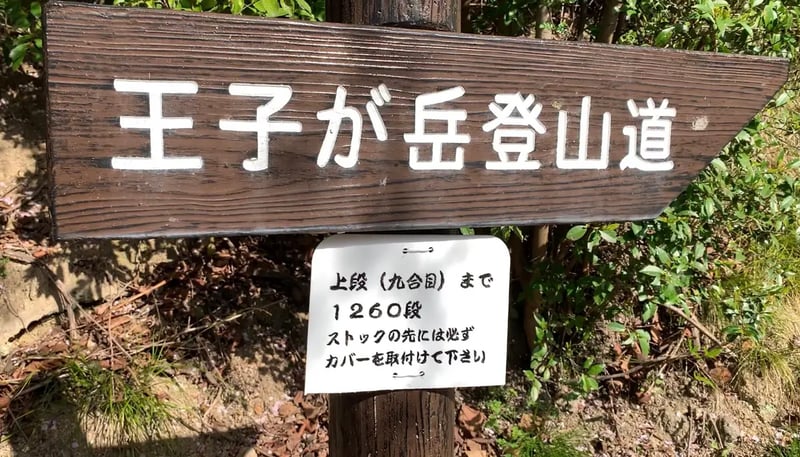 王子が岳登山道
上段（九合目）まで
1260段
ストックの先には必ず
カバーを取付けて下さい